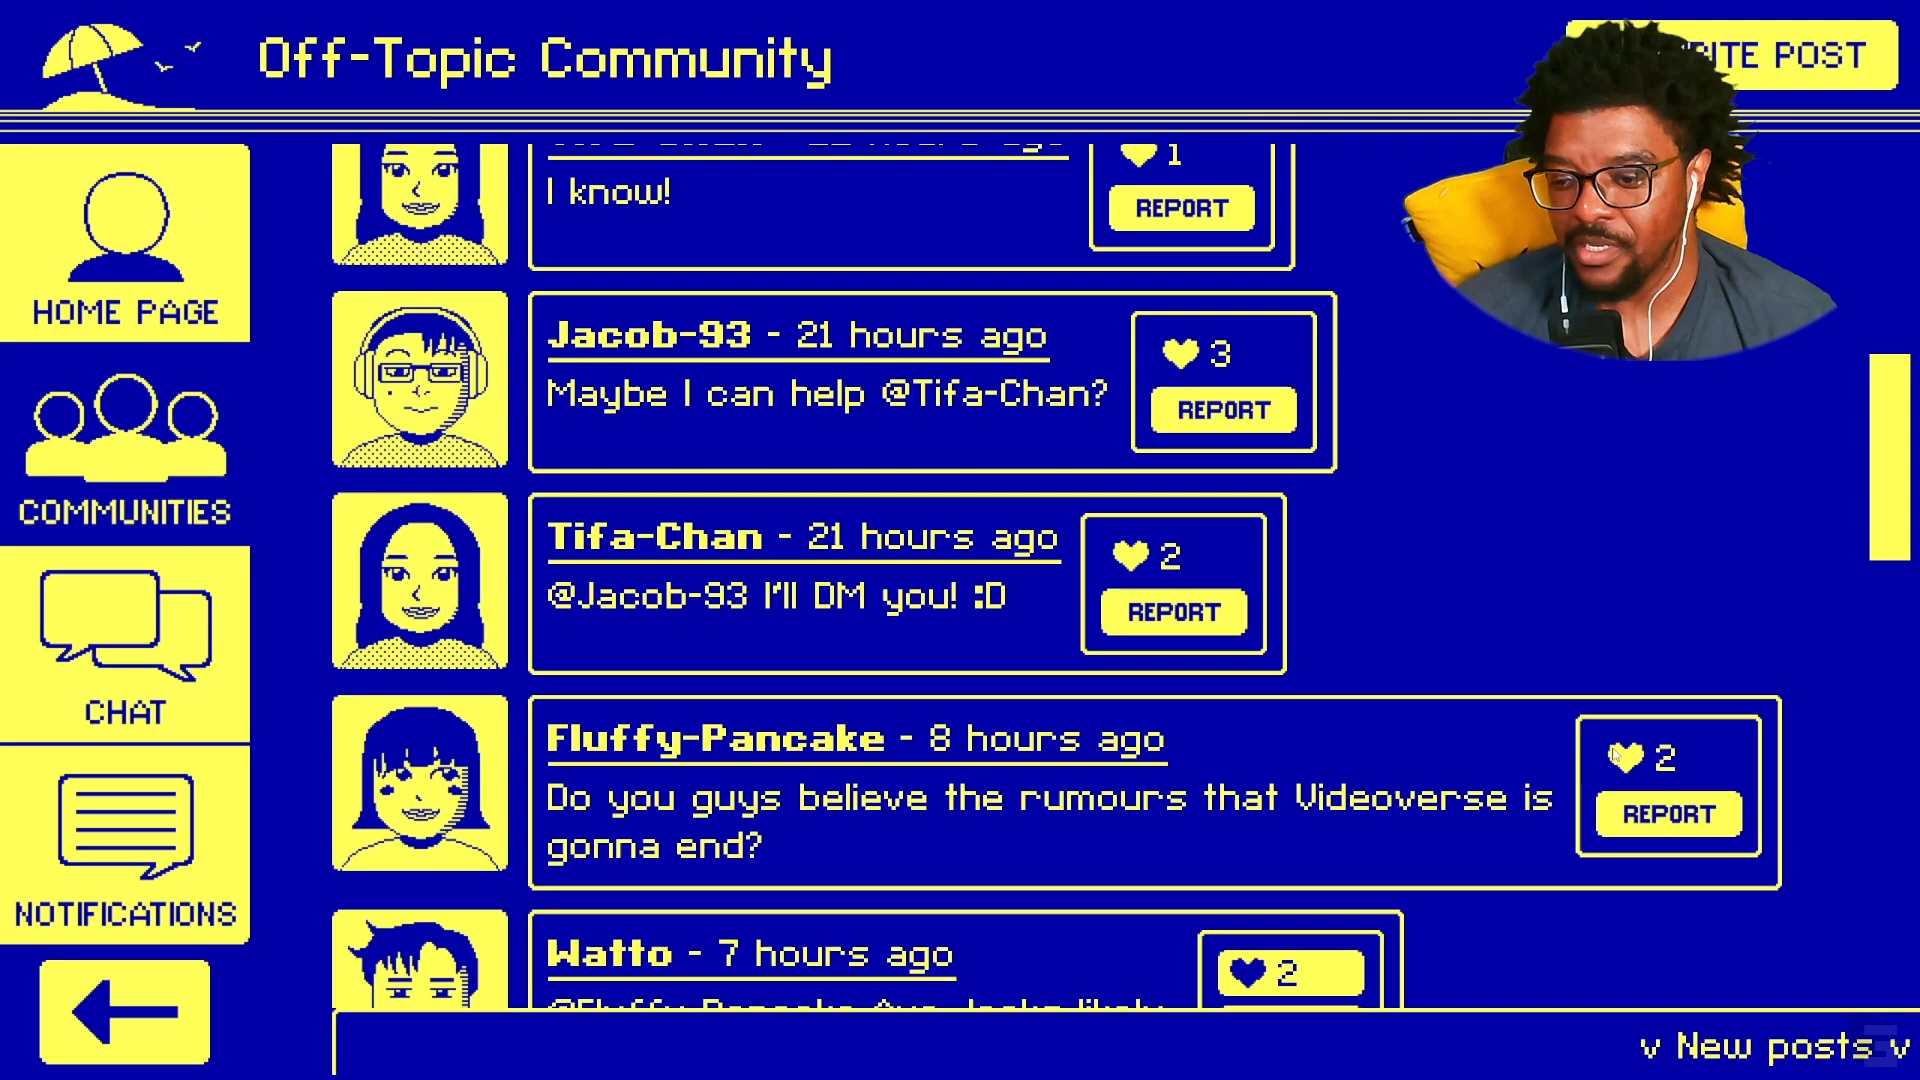 Off-Topic Community
ITE POST
1
I know!
REPORT
HOME PAGE
Jacob-93 - 21 hours ago
3
Maybe I can help @Tifa-Chan?
REPORT
COMMUNITIES
Tifa-Chan - 21 hours ago
2
@Jacob-93 I'll DM you! :D
REPORT
CHAT
Fluffy-Pancake - 8 hours ago
2
Do you guys believe the rumours that Videoverse is
gonna end?
REPORT
NOTIFICATIONS
Watto - 7 hours ago
2
v New posts v